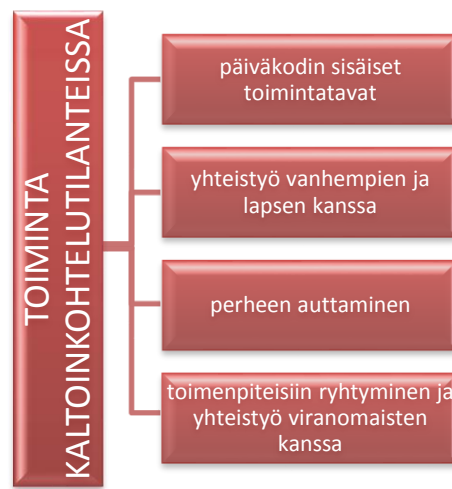 TOIMINTA
KALTOINKOHTELUTILANTEISSA
päiväkodin sisäiset
toimintatavat
yhteistyö vanhempien ja
lapsen kanssa
perheen auttaminen
toimenpiteisiin ryhtyminen ja
yhteistyö viranomaisten
kanssa